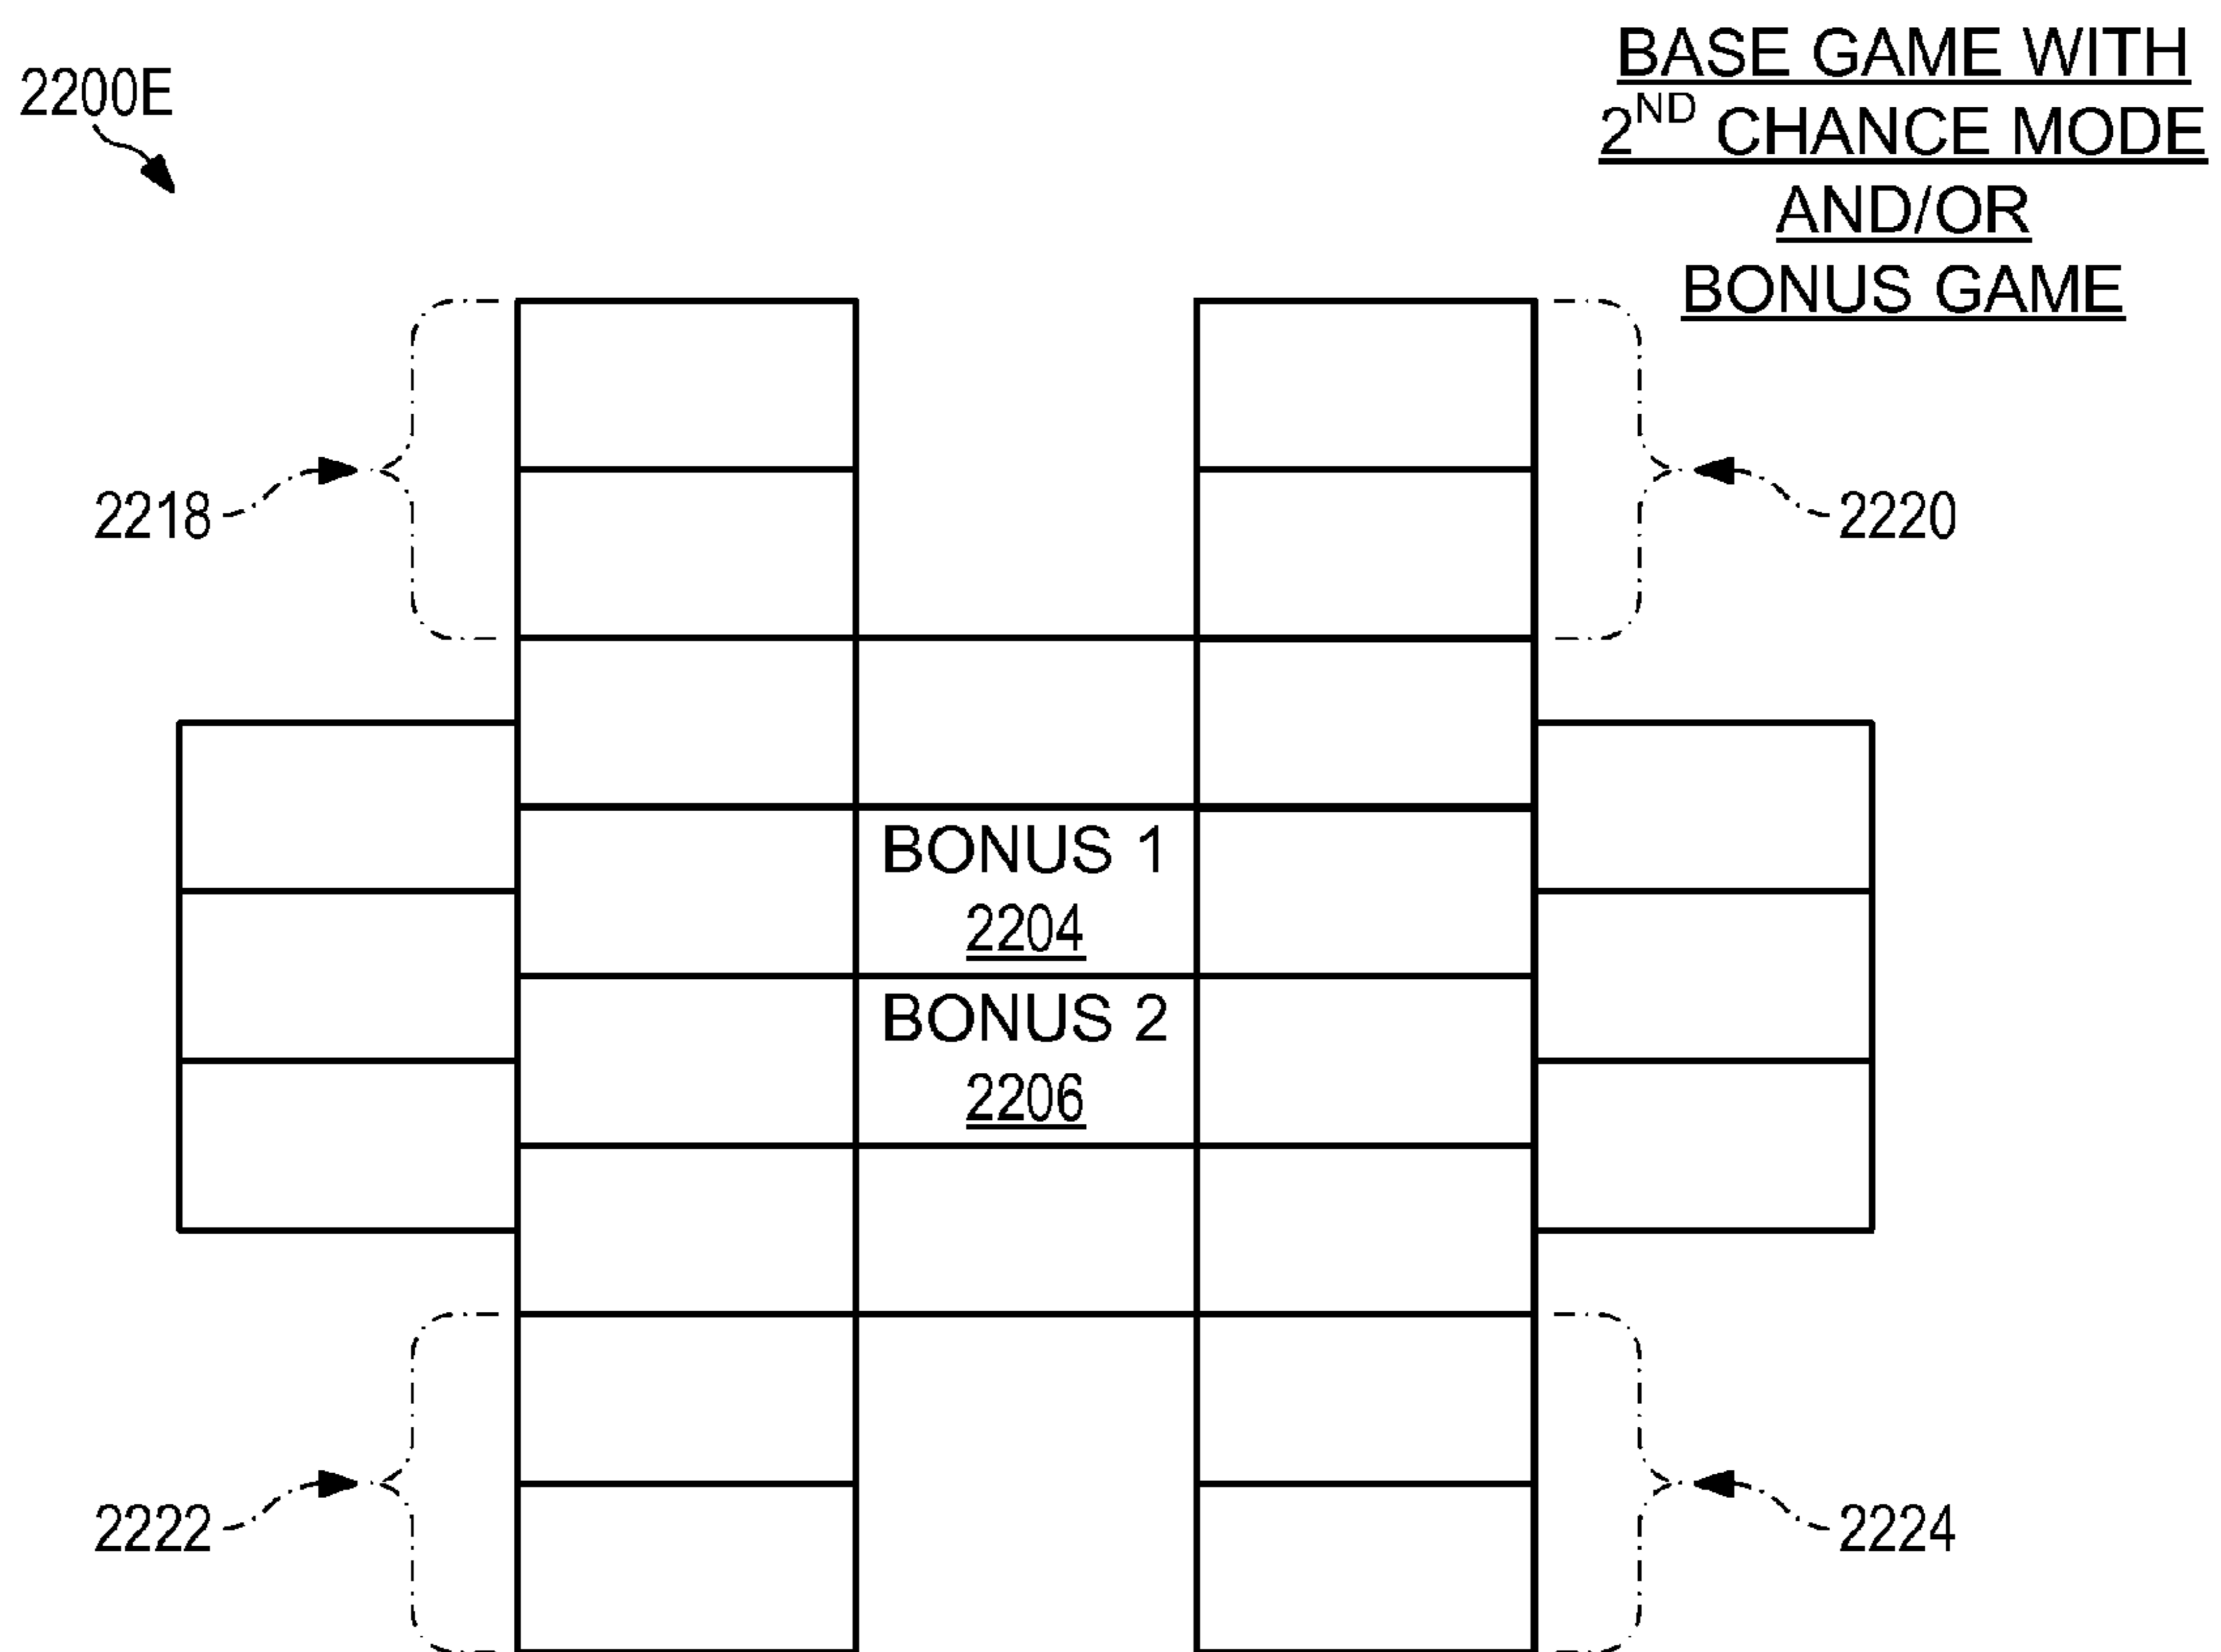 2200E
BASE GAME WITH
2ND CHANCE MODE
AND/OR
BONUS GAME
2218
2220
BONUS 1
2204
BONUS 2
2206
2222
2224